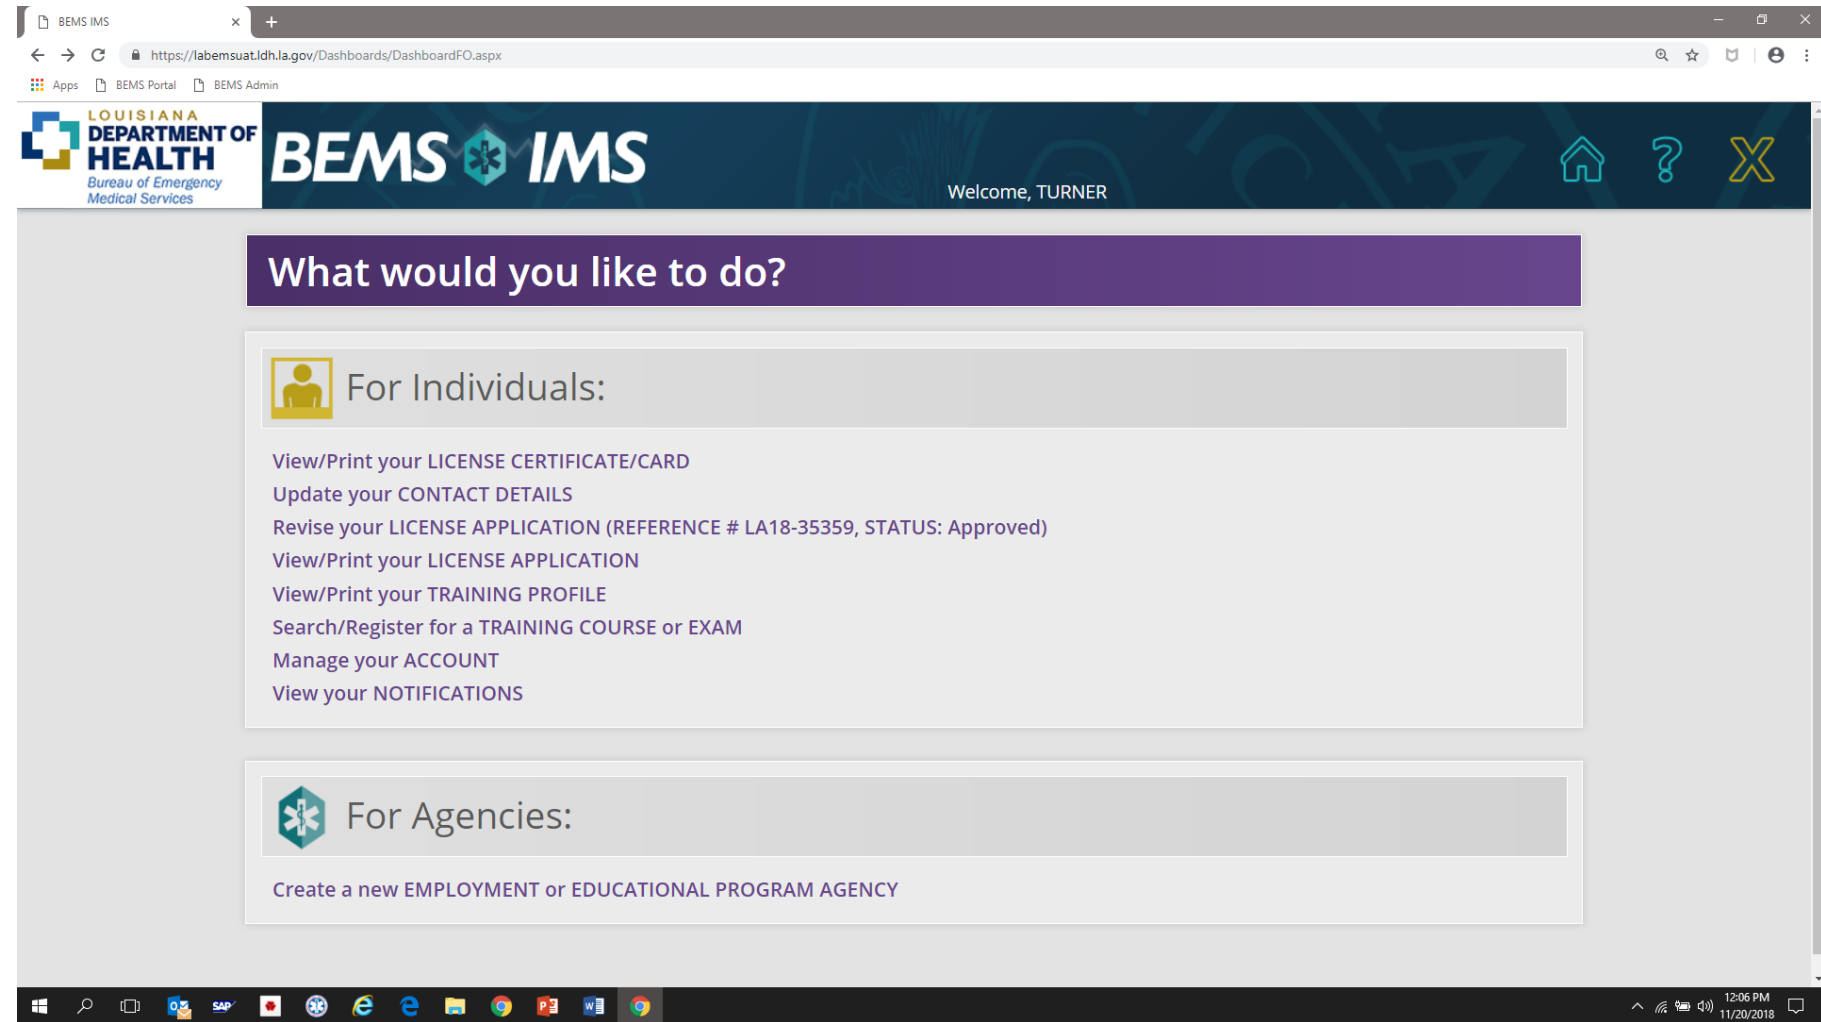 BEMS IMS
https://labemsuat.ldh.la.gov/Dashboards/DashboardFO.aspx
Apps BEMS Portal BEMS Admin
LOUISIANA
DEPARTMENT OF
HEALTH
Bureau of Emergency
Medical Services
BEMS IMS
Welcome, TURNER
What would you like to do?
For Individuals:
View/Print your LICENSE CERTIFICATE/CARD
Update your CONTACT DETAILS
Revise your LICENSE APPLICATION (REFERENCE # LA18-35359, STATUS: Approved)
View/Print your LICENSE APPLICATION
View/Print your TRAINING PROFILE
Search/Register for a TRAINING COURSE or EXAM
Manage your ACCOUNT
View your NOTIFICATIONS
For Agencies:
Create a new EMPLOYMENT or EDUCATIONAL PROGRAM AGENCY
SAP
12:06 PM
11/20/2018